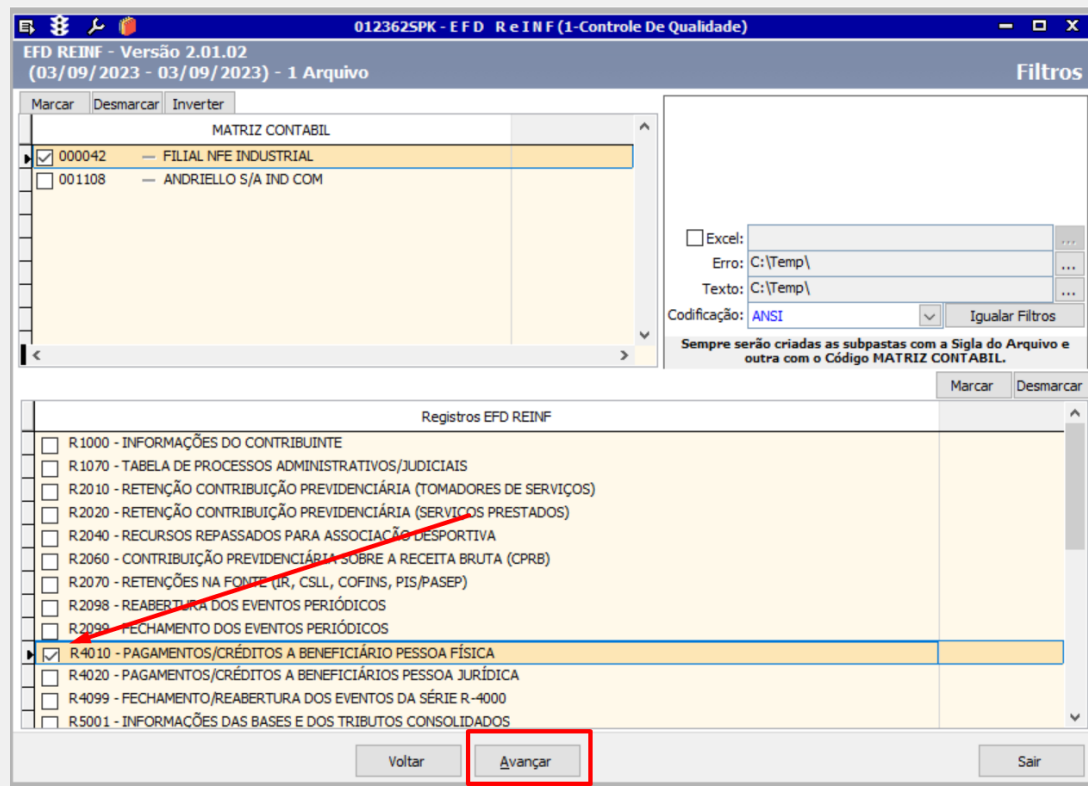 012362SPK - E F D R e I N F (1-Controle De Qualidade)
EFD REINF - Versão 2.01.02
(03/09/2023 - 03/09/2023) - 1 Arquivo
Filtros
Marcar Desmarcar Inverter
MATRIZ CONTABIL
000042 — FILIAL NFE INDUSTRIAL
001108 — ANDRIELLO S/A IND COM
Excel: ...
Erro: C:\Temp\ ...
Texto: C:\Temp\ ...
Codificação: ANSI Igualar Filtros
Sempre serão criadas as subpastas com a Sigla do Arquivo e
outra com o Código MATRIZ CONTABIL.
Marcar Desmarcar
Registros EFD REINF
R1000 - INFORMAÇÕES DO CONTRIBUINTE
R1070 - TABELA DE PROCESSOS ADMINISTRATIVOS/JUDICIAIS
R2010 - RETENÇÃO CONTRIBUIÇÃO PREVIDENCIÁRIA (TOMADORES DE SERVIÇOS)
R2020 - RETENÇÃO CONTRIBUIÇÃO PREVIDENCIÁRIA (SERVIÇOS PRESTADOS)
R2040 - RECURSOS REPASSADOS PARA ASSOCIAÇÃO DESPORTIVA
R2060 - CONTRIBUIÇÃO PREVIDENCIÁRIA SOBRE A RECEITA BRUTA (CPRB)
R2070 - RETENÇÕES NA FONTE (IR, CSLL, COFINS, PIS/PASEP)
R2098 - REABERTURA DOS EVENTOS PERIÓDICOS
R2099 - FECHAMENTO DOS EVENTOS PERIÓDICOS
R4010 - PAGAMENTOS/CRÉDITOS A BENEFICIÁRIO PESSOA FÍSICA
R4020 - PAGAMENTOS/CRÉDITOS A BENEFICIÁRIOS PESSOA JURÍDICA
R4099 - FECHAMENTO/REABERTURA DOS EVENTOS DA SÉRIE R-4000
R5001 - INFORMAÇÕES DAS BASES E DOS TRIBUTOS CONSOLIDADOS
Voltar Avançar Sair